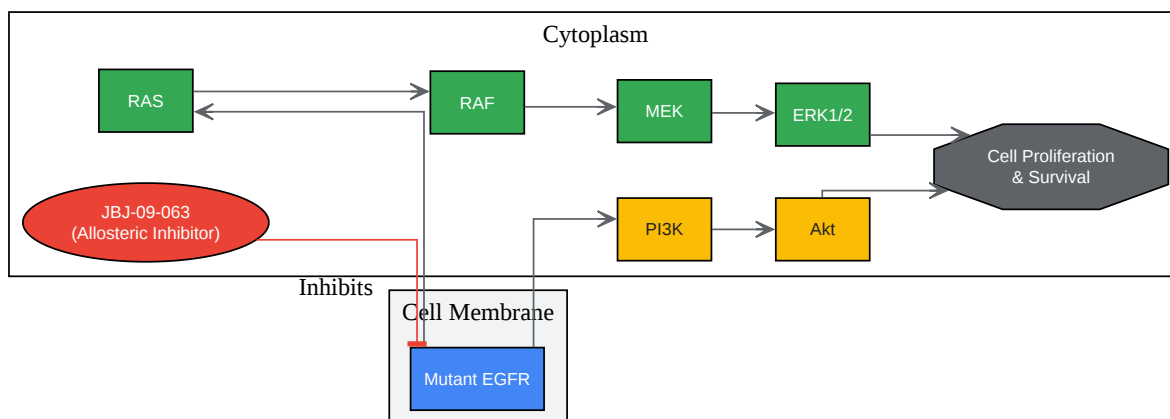 Cytoplasm
RAS
RAF
MEK
ERK1/2
Cell Proliferation
& Survival
JBJ-09-063
(Allosteric Inhibitor)
PI3K
Akt
Inhibits
Cell Membrane
Mutant EGFR